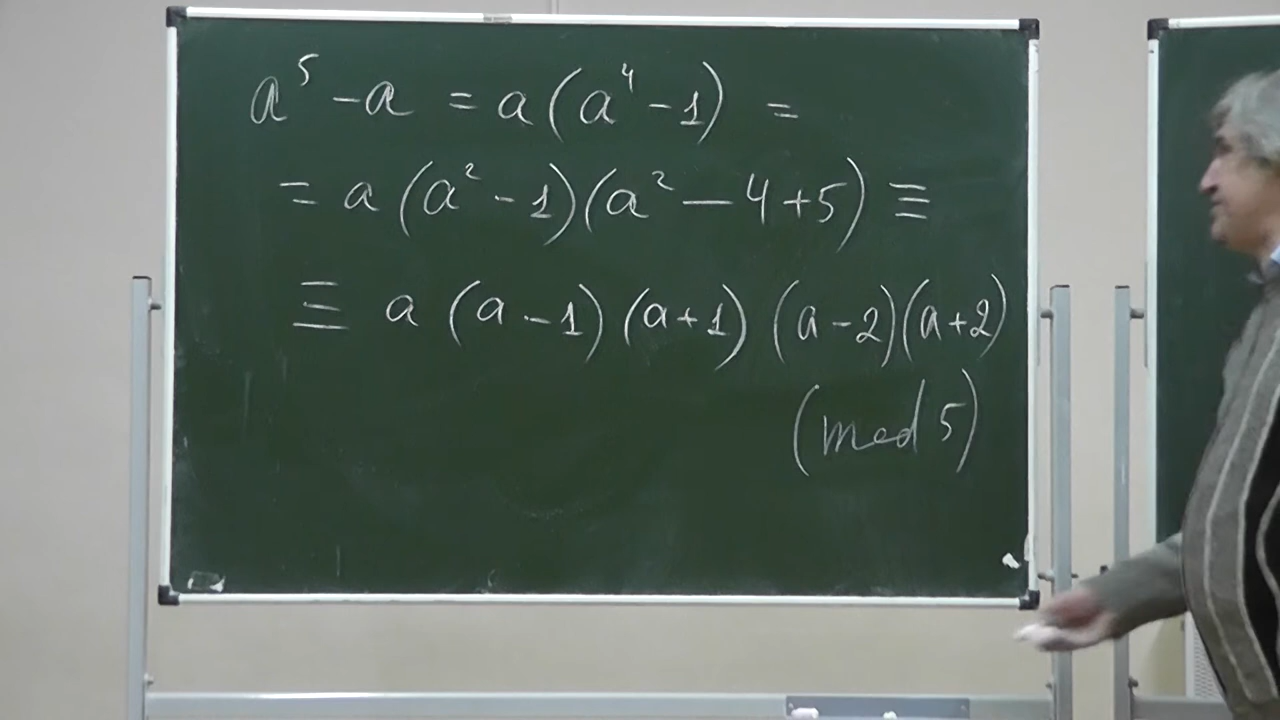 a⁵ - a = a(a⁴ - 1) =
= a(a² - 1)(a² - 4 + 5) ≡
≡ a(a - 1)(a + 1)(a - 2)(a + 2)
(mod 5)